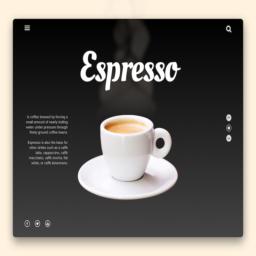 Espresso
is coffee brewed by forcing a
small amount of nearly boiling
water under pressure through
finely ground coffee beans.
Espresso is also the base for
other drinks such as a caffè
latte, cappuccino, caffè
macchiato, caffè mocha, flat
white, or caffè Americano.